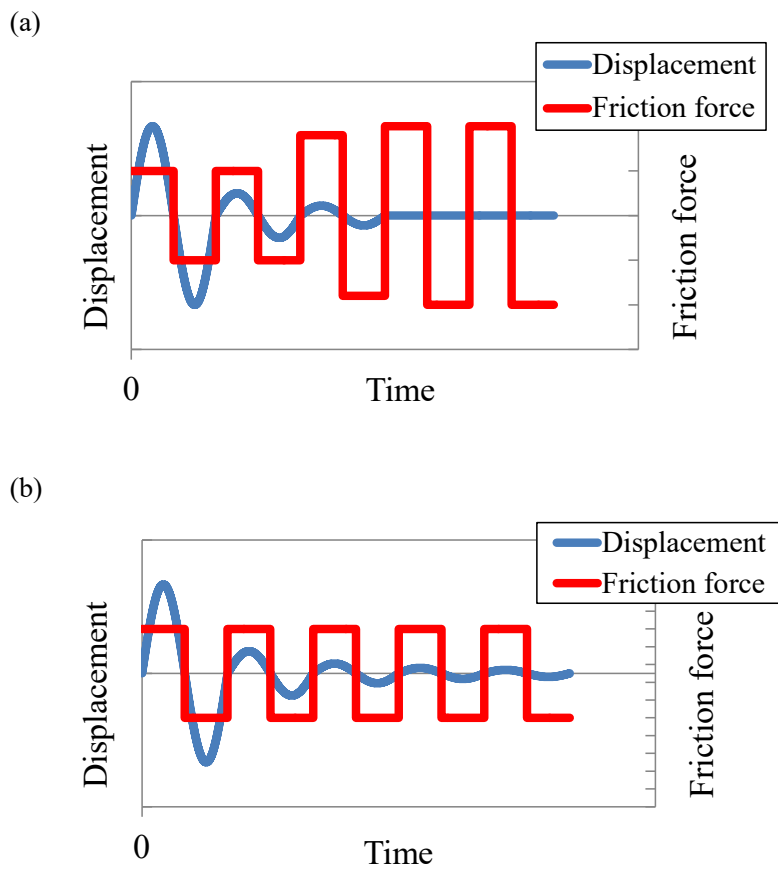 (a)
Displacement
Friction force
Displacement
Friction force
0
Time
(b)
Displacement
Friction force
Displacement
Friction force
0
Time